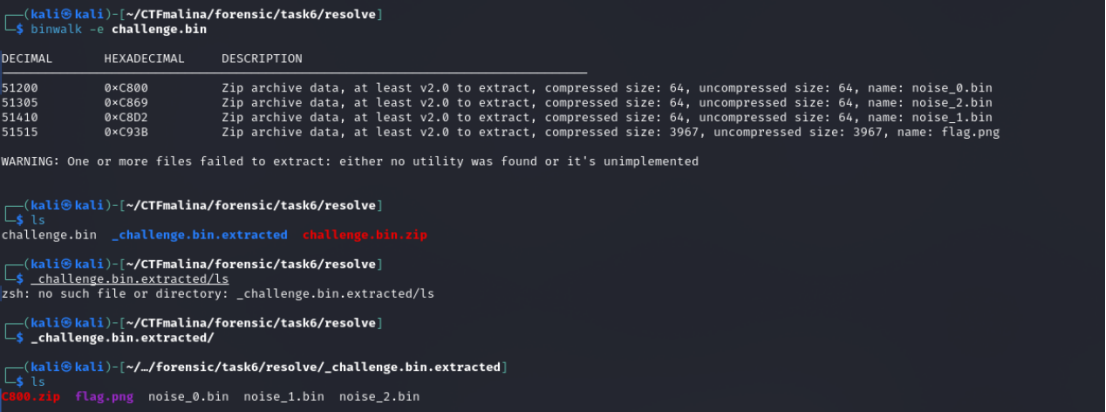 ┌──(kali㉿kali)-[~/CTFmalina/forensic/task6/resolve]
└─$ binwalk -e challenge.bin
DECIMAL HEXADECIMAL DESCRIPTION
51200 0×C800 Zip archive data, at least v2.0 to extract, compressed size: 64, uncompressed size: 64, name: noise_0.bin
51305 0×C869 Zip archive data, at least v2.0 to extract, compressed size: 64, uncompressed size: 64, name: noise_2.bin
51410 0×C8D2 Zip archive data, at least v2.0 to extract, compressed size: 64, uncompressed size: 64, name: noise_1.bin
51515 0×C93B Zip archive data, at least v2.0 to extract, compressed size: 3967, uncompressed size: 3967, name: flag.png
WARNING: One or more files failed to extract: either no utility was found or it's unimplemented
┌──(kali㉿kali)-[~/CTFmalina/forensic/task6/resolve]
└─$ ls
challenge.bin _challenge.bin.extracted challenge.bin.zip
┌──(kali㉿kali)-[~/CTFmalina/forensic/task6/resolve]
└─$ _challenge.bin.extracted/ls
zsh: no such file or directory: _challenge.bin.extracted/ls
┌──(kali㉿kali)-[~/CTFmalina/forensic/task6/resolve]
└─$ _challenge.bin.extracted/
┌──(kali㉿kali)-[~/…/forensic/task6/resolve/_challenge.bin.extracted]
└─$ ls
C800.zip flag.png noise_0.bin noise_1.bin noise_2.bin